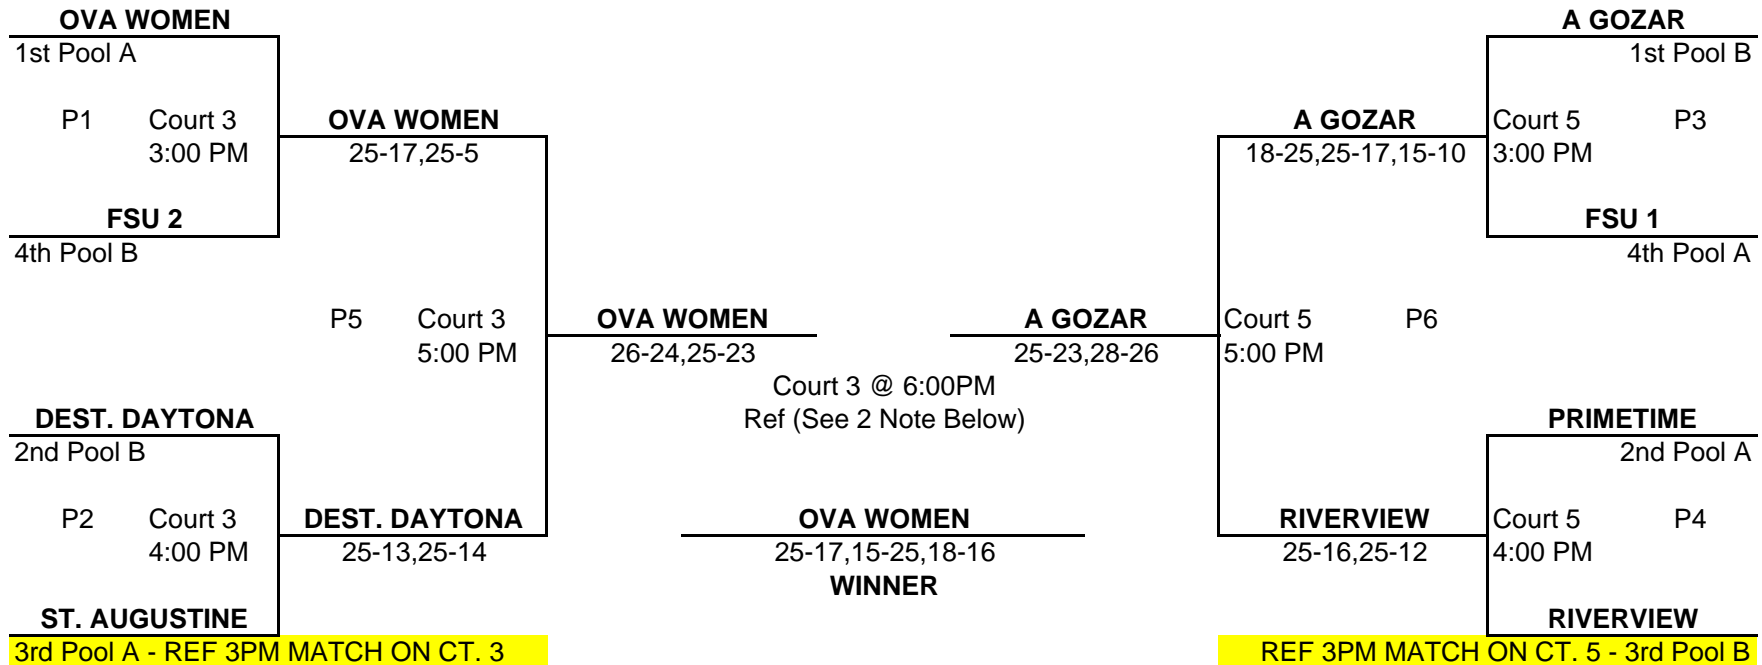 OVA WOMEN
A GOZAR
1st Pool A
1st Pool B
P1 Court 3 OVA WOMEN
A GOZAR Court 5 P3
3:00 PM 25-17,25-5
18-25,25-17,15-10 3:00 PM
FSU 2
FSU 1
4th Pool B
4th Pool A
P5 Court 3 OVA WOMEN
A GOZAR Court 5 P6
5:00 PM 26-24,25-23
25-23,28-26 5:00 PM
Court 3 @ 6:00PM
Ref (See 2 Note Below)
DEST. DAYTONA
PRIMETIME
2nd Pool B
2nd Pool A
P2 Court 3 DEST. DAYTONA
OVA WOMEN
RIVERVIEW Court 5 P4
4:00 PM 25-13,25-14
25-17,15-25,18-16
25-16,25-12 4:00 PM
WINNER
ST. AUGUSTINE
RIVERVIEW
3rd Pool A - REF 3PM MATCH ON CT. 3
REF 3PM MATCH ON CT. 5 - 3rd Pool B